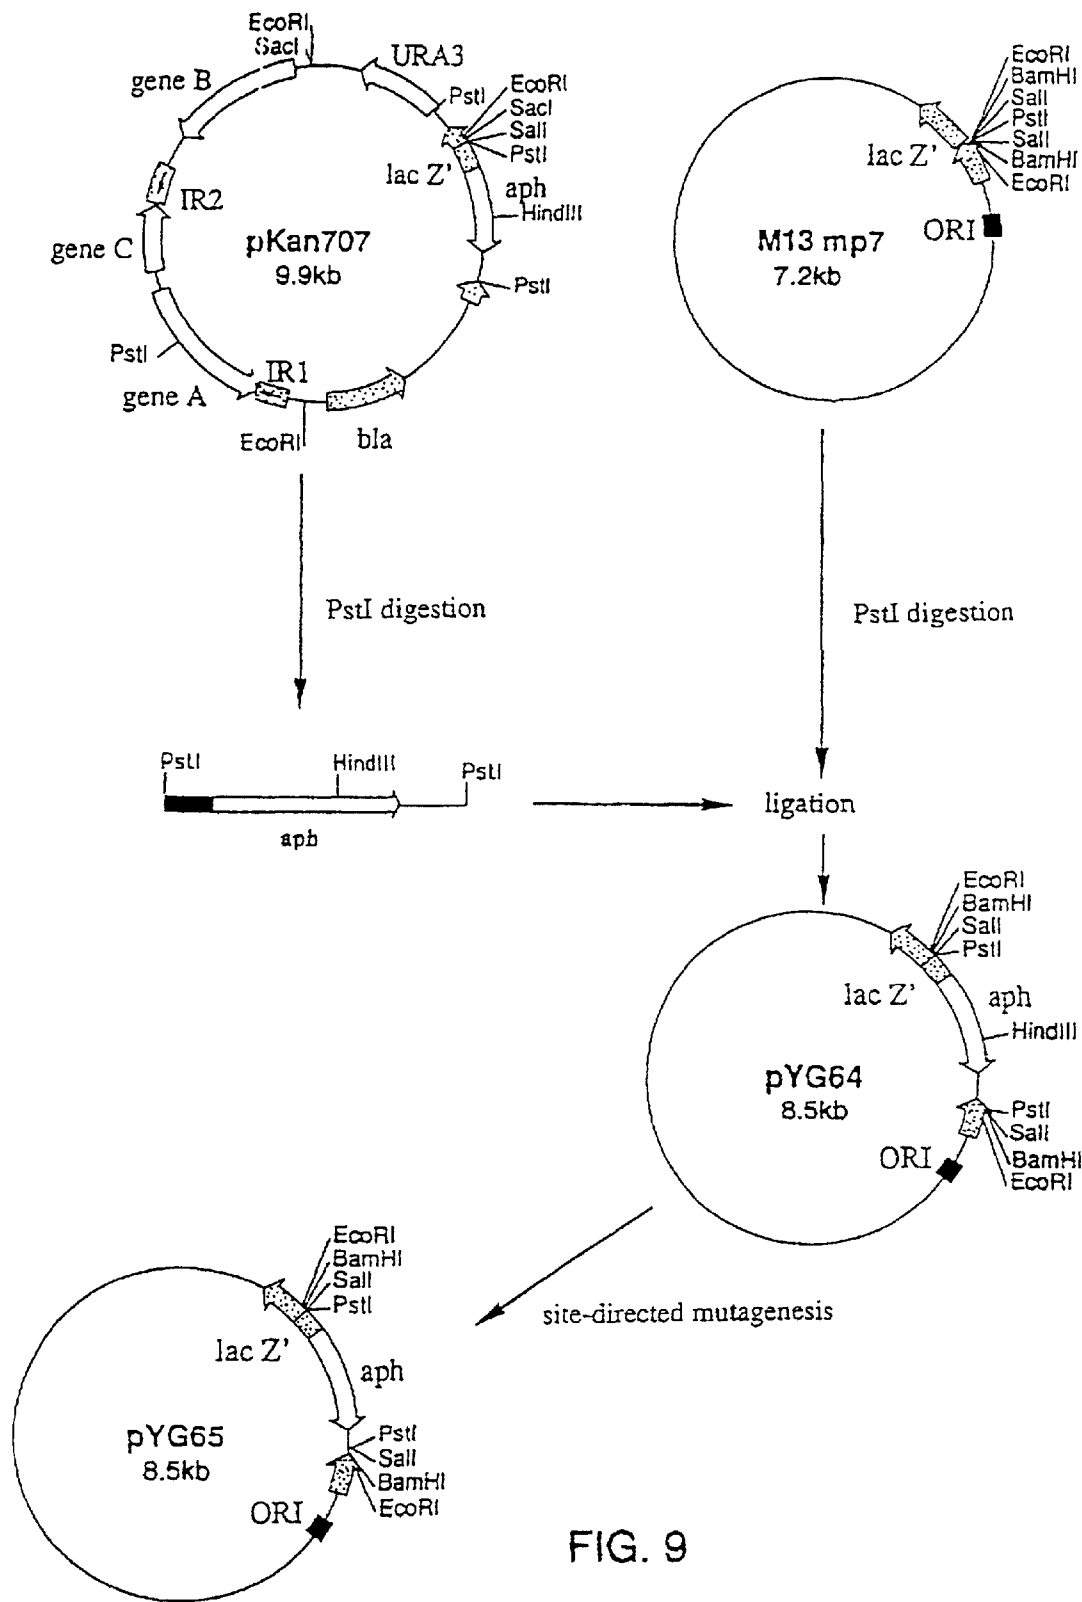 EcoRI
SacI
gene B
URA3
PstI
EcoRI
SacI
SalI
PstI
lac Z'
aph
HindIII
IR2
gene C
pKan707
9.9kb
PstI
PstI
IR1
gene A
EcoRI
bla
EcoRI
BamHI
SalI
PstI
SalI
BamHI
EcoRI
lac Z'
ORI
M13 mp7
7.2kb
PstI digestion
PstI digestion
PstI
HindIII
PstI
aph
ligation
EcoRI
BamHI
SalI
PstI
lac Z'
aph
HindIII
pYG64
8.5kb
PstI
SalI
BamHI
EcoRI
ORI
site-directed mutagenesis
EcoRI
BamHI
SalI
PstI
lac Z'
aph
pYG65
8.5kb
PstI
SalI
BamHI
EcoRI
ORI
FIG. 9